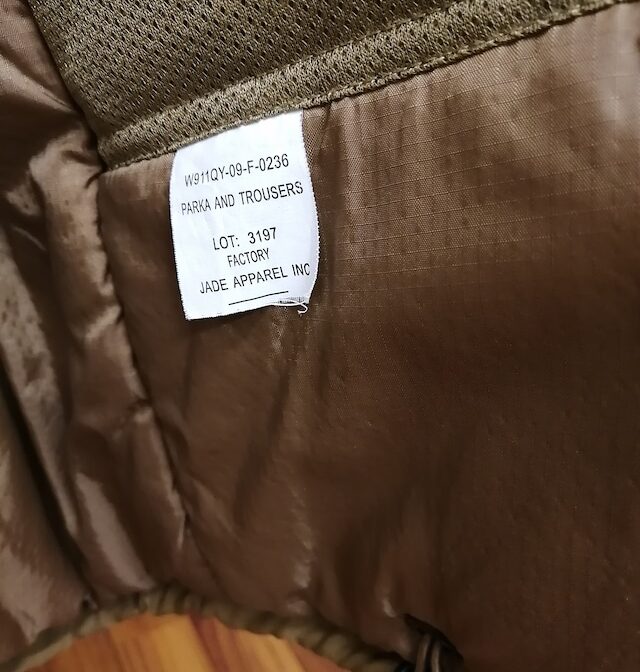 W911QY-09-F-0236
PARKA AND TROUSERS
LOT: 3197
FACTORY
JADE APPAREL INC